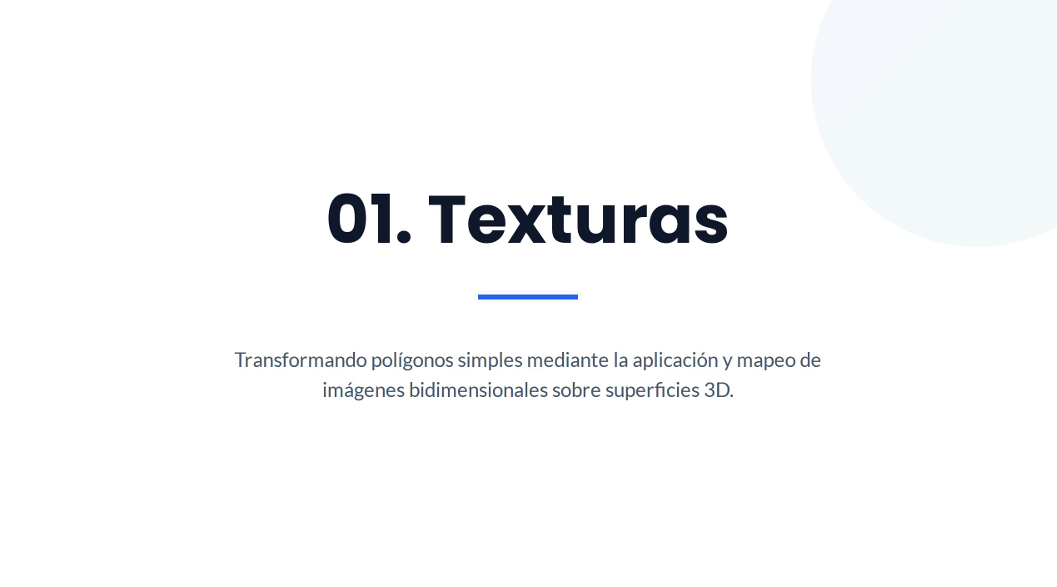 01. Texturas
Transformando polígonos simples mediante la aplicación y mapeo de
imágenes bidimensionales sobre superficies 3D.